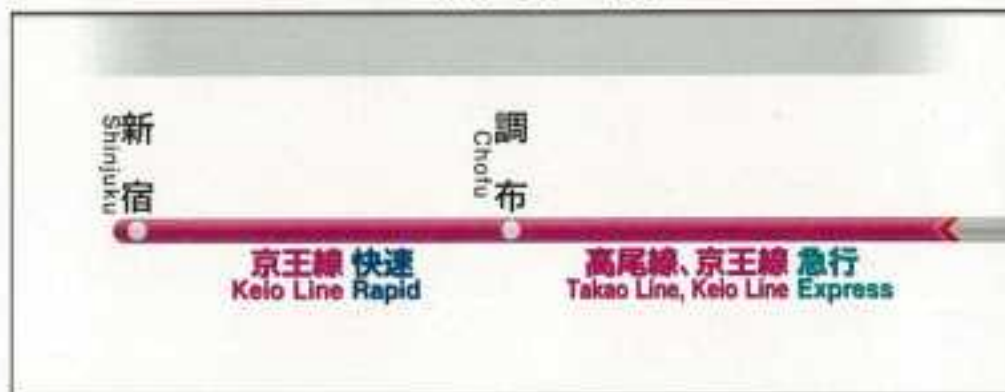 新宿
Shinjuku
調布
Chofu
京王線 快速
Keio Line Rapid
高尾線、京王線 急行
Takao Line, Keio Line Express